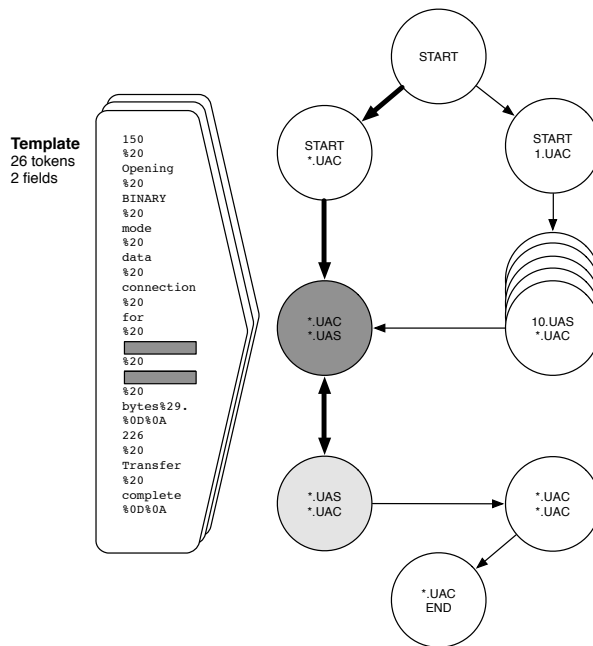 Template
26 tokens
2 fields
150
%20
Opening
%20
BINARY
%20
mode
%20
data
%20
connection
%20
for
%20
%20
%20
bytes%29.
%0D%0A
226
%20
Transfer
%20
complete
%0D%0A
START
START
*.UAC
START
1.UAC
*.UAC
*.UAS
10.UAS
*.UAC
*.UAS
*.UAC
*.UAC
*.UAC
*.UAC
END